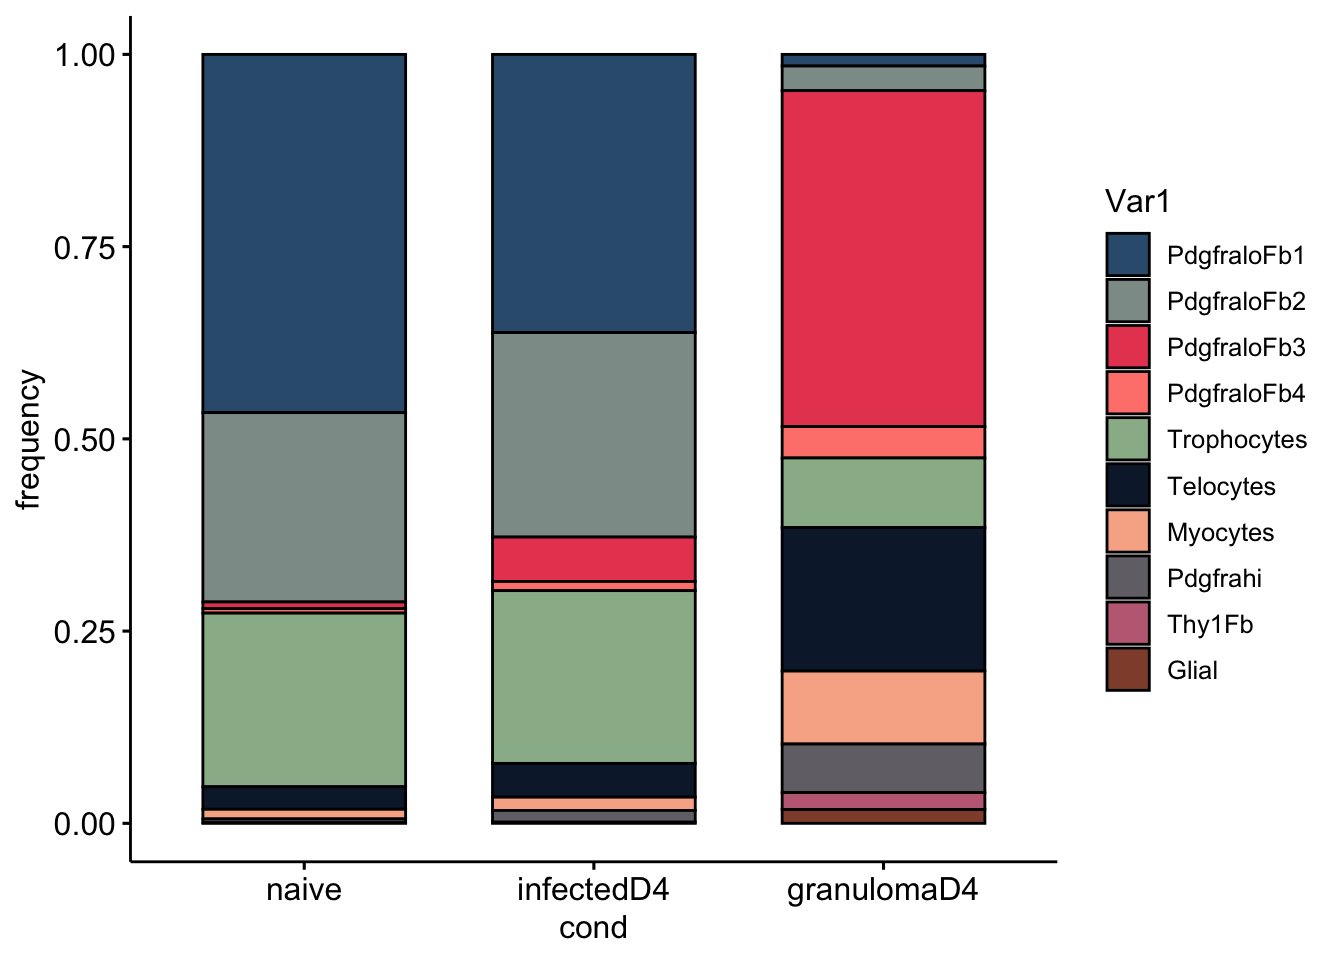 1.00
0.75
0.50
0.25
0.00
frequency
naive
infectedD4
granulomaD4
cond
Var1
PdgfraloFb1
PdgfraloFb2
PdgfraloFb3
PdgfraloFb4
Trophocytes
Telocytes
Myocytes
Pdgfrahi
Thy1Fb
Glial